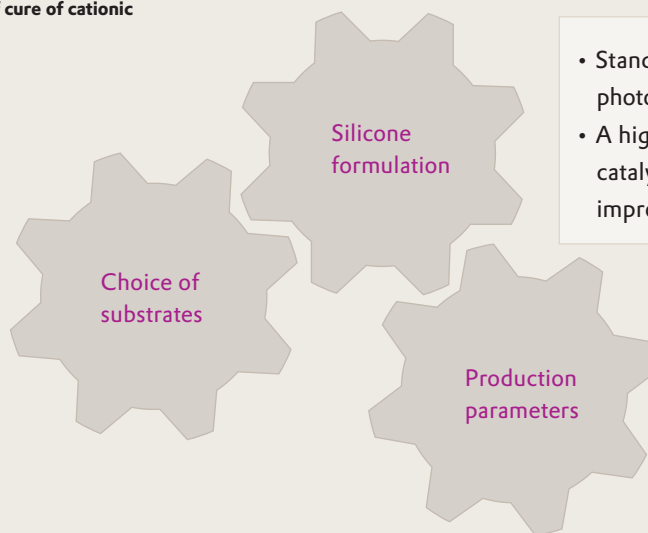 cure of cationic
• Stand
photo
• A hig
cataly
impro
Silicone
formulation
Choice of
substrates
Production
parameters